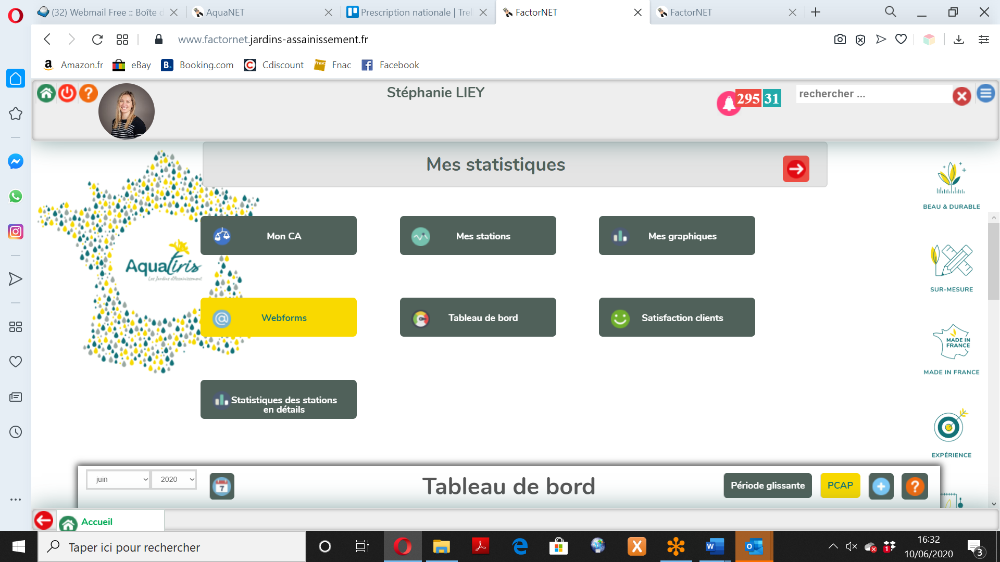 (32) Webmail Free :: Boîte d
AquaNET
Prescription nationale | Trel
FactorNET
FactorNET
www.factornet.jardins-assainissement.fr
Amazon.fr
eBay
Booking.com
Cdiscount
Fnac
Facebook
Stéphanie LIEY
295 31
rechercher ...
Mes statistiques
BEAU & DURABLE
Mon CA
Mes stations
Mes graphiques
Aquatiris
Les Jardins d'Assainissement
SUR-MESURE
Webforms
Tableau de bord
Satisfaction clients
MADE IN
FRANCE
MADE IN FRANCE
Statistiques des stations
en détails
EXPÉRIENCE
juin
2020
7
Tableau de bord
Période glissante
PCAP
Accueil
Taper ici pour rechercher
16:32
10/06/2020
1
3